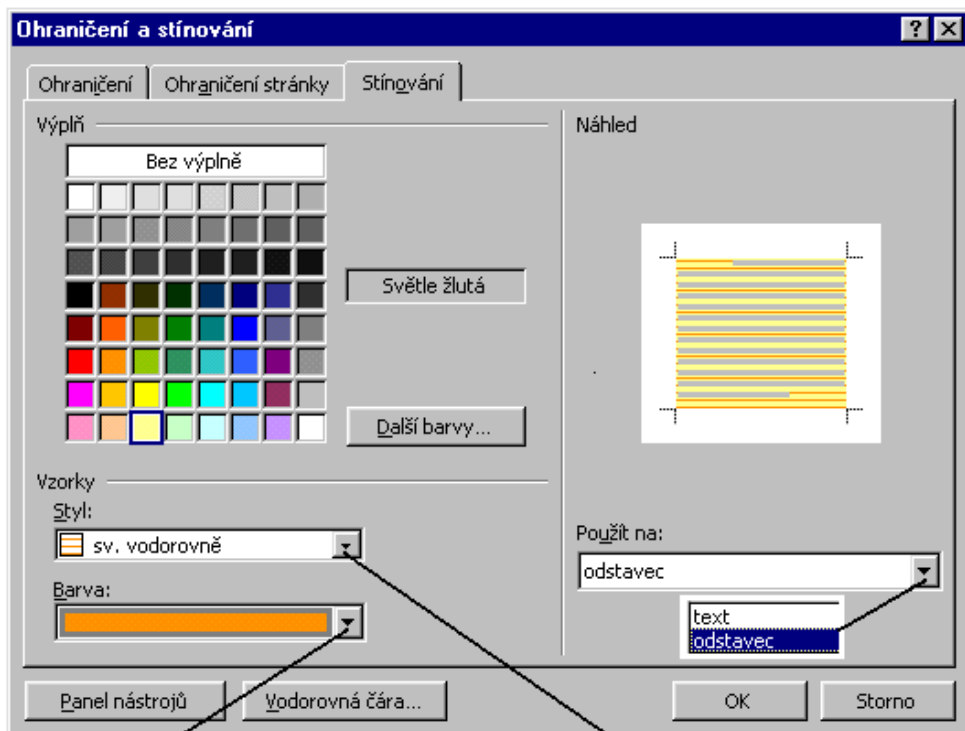 Ohraničení a stínování
Ohraničení
Ohraničení stránky
Stínování
Výplň
Bez výplně
Světle žlutá
Další barvy...
Vzorky
Styl:
sv. vodorovně
Barva:
Náhled
Použít na:
odstavec
text
odstavec
Panel nástrojů
Vodorovná čára...
OK
Storno